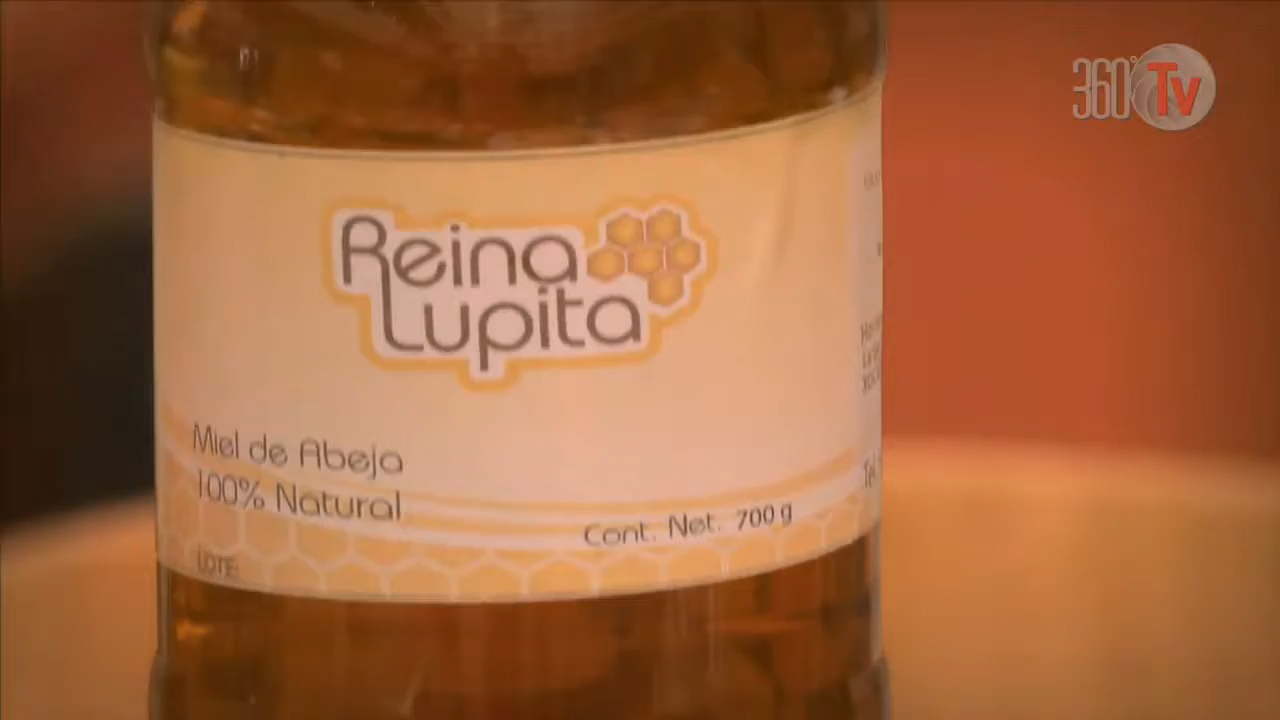 360° Tv
Reina
Lupita
Miel de Abeja
100% Natural
Cont. Net. 700 g
LOTE: